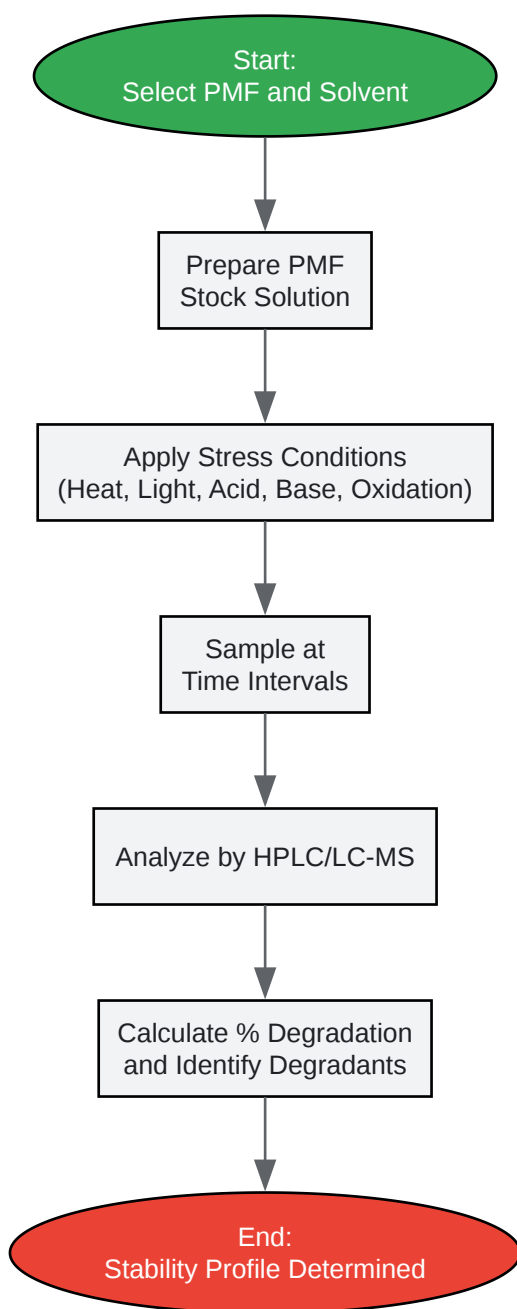 Start:
Select PMF and Solvent
Prepare PMF
Stock Solution
Apply Stress Conditions
(Heat, Light, Acid, Base, Oxidation)
Sample at
Time Intervals
Analyze by HPLC/LC-MS
Calculate % Degradation
and Identify Degradants
End:
Stability Profile Determined